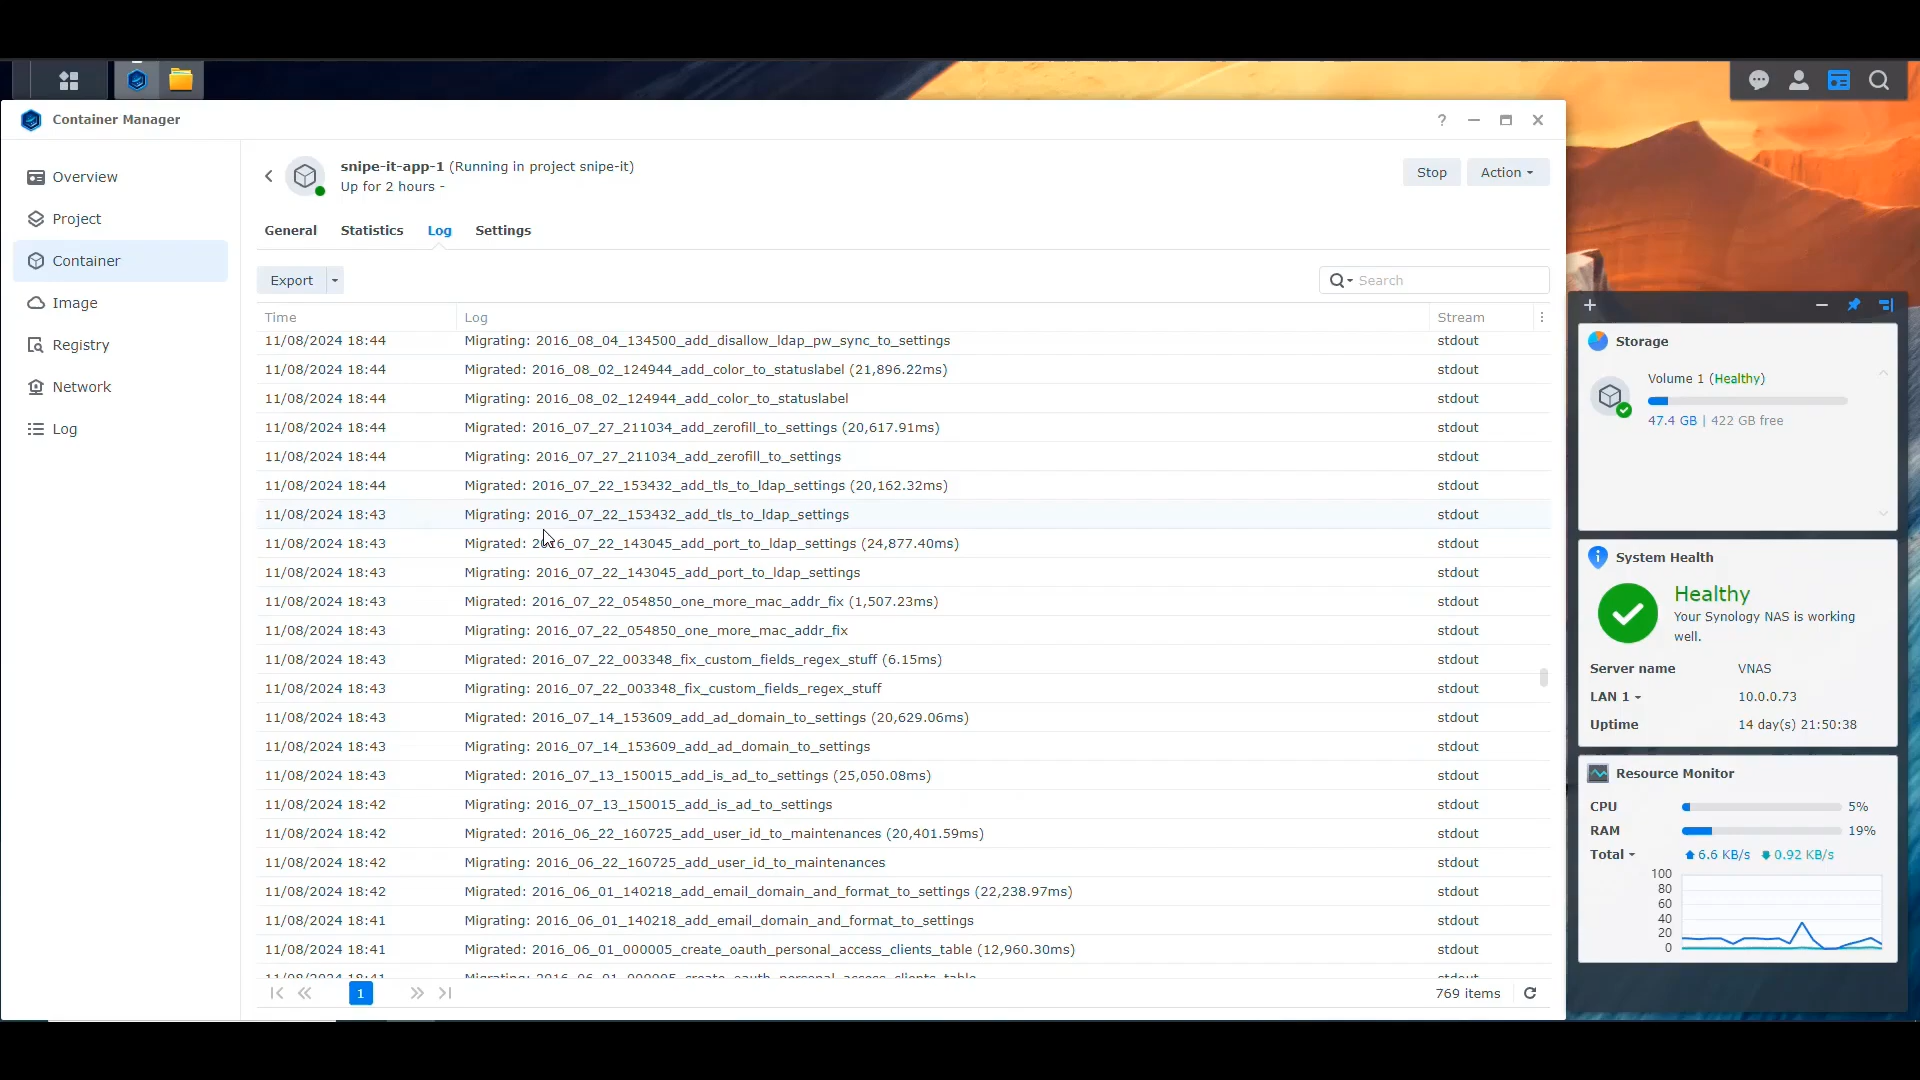 Container Manager
?
Overview
Project
Container
Image
Registry
Network
Log
snipe-it-app-1 (Running in project snipe-it)
Up for 2 hours -
Stop
Action
General Statistics Log Settings
Export
Search
Time Log Stream
11/08/2024 18:44 Migrating: 2016_08_04_134500_add_disallow_ldap_pw_sync_to_settings stdout
11/08/2024 18:44 Migrated: 2016_08_02_124944_add_color_to_statuslabel (21,896.22ms) stdout
11/08/2024 18:44 Migrating: 2016_08_02_124944_add_color_to_statuslabel stdout
11/08/2024 18:44 Migrated: 2016_07_27_211034_add_zerofill_to_settings (20,617.91ms) stdout
11/08/2024 18:44 Migrating: 2016_07_27_211034_add_zerofill_to_settings stdout
11/08/2024 18:44 Migrated: 2016_07_22_153432_add_tls_to_ldap_settings (20,162.32ms) stdout
11/08/2024 18:43 Migrating: 2016_07_22_153432_add_tls_to_ldap_settings stdout
11/08/2024 18:43 Migrated: 2016_07_22_143045_add_port_to_ldap_settings (24,877.40ms) stdout
11/08/2024 18:43 Migrating: 2016_07_22_143045_add_port_to_ldap_settings stdout
11/08/2024 18:43 Migrated: 2016_07_22_054850_one_more_mac_addr_fix (1,507.23ms) stdout
11/08/2024 18:43 Migrating: 2016_07_22_054850_one_more_mac_addr_fix stdout
11/08/2024 18:43 Migrated: 2016_07_22_003348_fix_custom_fields_regex_stuff (6.15ms) stdout
11/08/2024 18:43 Migrating: 2016_07_22_003348_fix_custom_fields_regex_stuff stdout
11/08/2024 18:43 Migrated: 2016_07_14_153609_add_ad_domain_to_settings (20,629.06ms) stdout
11/08/2024 18:43 Migrating: 2016_07_14_153609_add_ad_domain_to_settings stdout
11/08/2024 18:43 Migrated: 2016_07_13_150015_add_is_ad_to_settings (25,050.08ms) stdout
11/08/2024 18:42 Migrating: 2016_07_13_150015_add_is_ad_to_settings stdout
11/08/2024 18:42 Migrated: 2016_06_22_160725_add_user_id_to_maintenances (20,401.59ms) stdout
11/08/2024 18:42 Migrating: 2016_06_22_160725_add_user_id_to_maintenances stdout
11/08/2024 18:42 Migrated: 2016_06_01_140218_add_email_domain_and_format_to_settings (22,238.97ms) stdout
11/08/2024 18:41 Migrating: 2016_06_01_140218_add_email_domain_and_format_to_settings stdout
11/08/2024 18:41 Migrated: 2016_06_01_000005_create_oauth_personal_access_clients_table (12,960.30ms) stdout
11/08/2024 18:41 Migrating: 2016_06_01_000005_create_oauth_personal_access_clients_table stdout
1
769 items
Storage
Volume 1 (Healthy)
47.4 GB | 422 GB free
System Health
Healthy
Your Synology NAS is working
well.
Server name VNAS
LAN 1 10.0.0.73
Uptime 14 day(s) 21:50:38
Resource Monitor
CPU 5%
RAM 19%
Total 6.6 KB/s 0.92 KB/s
100
80
60
40
20
0